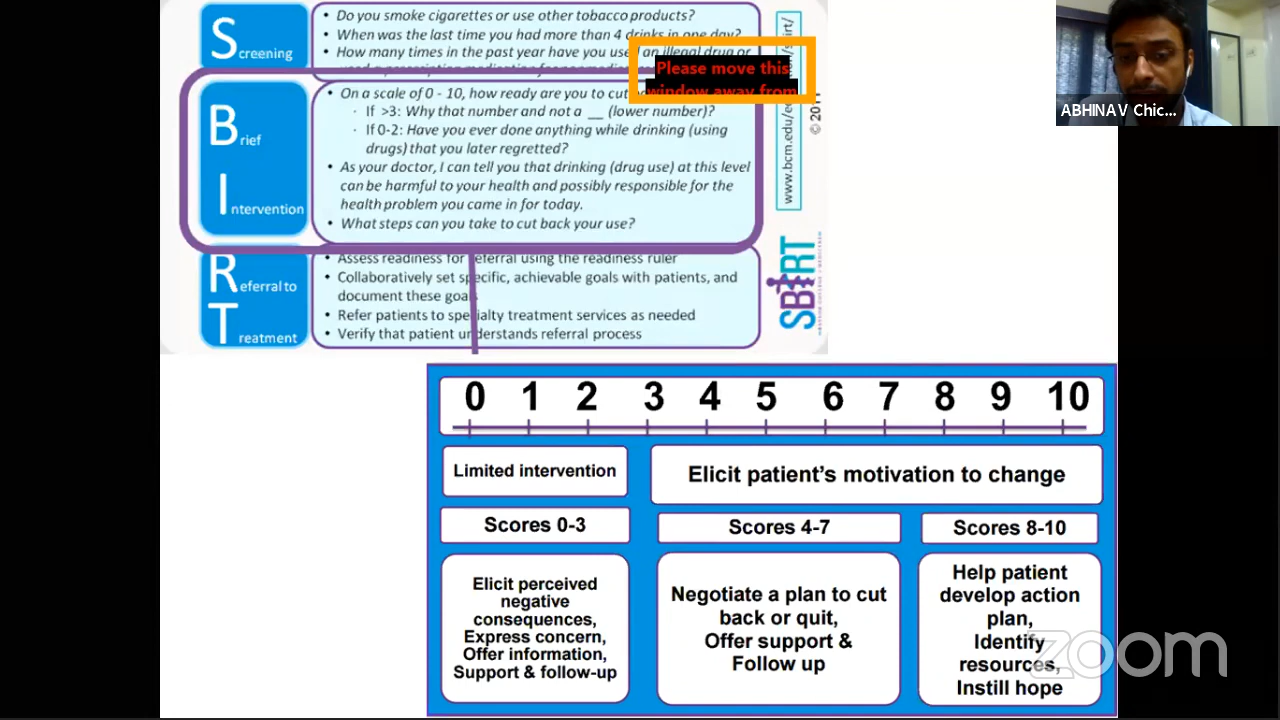 Screening
• Do you smoke cigarettes or use other tobacco products?
• When was the last time you had more than 4 drinks in one day?
• How many times in the past year have you used an illegal drug or
Please move this
window away from
Brief
Intervention
• On a scale of 0 - 10, how ready are you to cut
· If >3: Why that number and not a __ (lower number)?
· If 0-2: Have you ever done anything while drinking (using
drugs) that you later regretted?
• As your doctor, I can tell you that drinking (drug use) at this level
can be harmful to your health and possibly responsible for the
health problem you came in for today.
• What steps can you take to cut back your use?
Referral to
Treatment
• Assess readiness for referral using the readiness ruler
• Collaboratively set specific, achievable goals with patients, and
document these goals
• Refer patients to specialty treatment services as needed
• Verify that patient understands referral process
www.bcm.edu/
SBIRT
ABHINAV Chic...
0 1 2 3 4 5 6 7 8 9 10
Limited intervention
Elicit patient's motivation to change
Scores 0-3
Scores 4-7
Scores 8-10
Elicit perceived
negative
consequences,
Express concern,
Offer information,
Support & follow-up
Negotiate a plan to cut
back or quit,
Offer support &
Follow up
Help patient
develop action
plan,
Identify
resources,
Instill hope
zoom